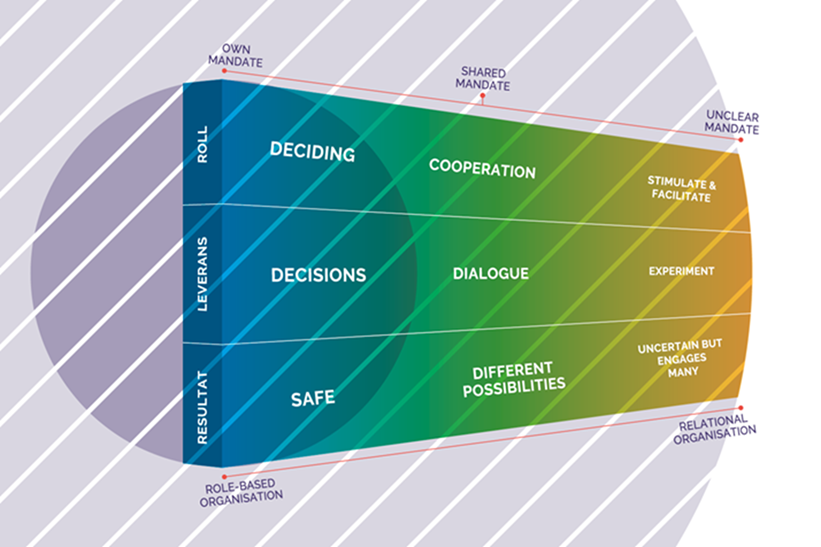 OWN
MANDATE
SHARED
MANDATE
UNCLEAR
MANDATE
ROLL
DECIDING
COOPERATION
STIMULATE &
FACILITATE
LEVERANS
DECISIONS
DIALOGUE
EXPERIMENT
RESULTAT
SAFE
DIFFERENT
POSSIBILITIES
UNCERTAIN BUT
ENGAGES
MANY
ROLE-BASED
ORGANISATION
RELATIONAL
ORGANISATION